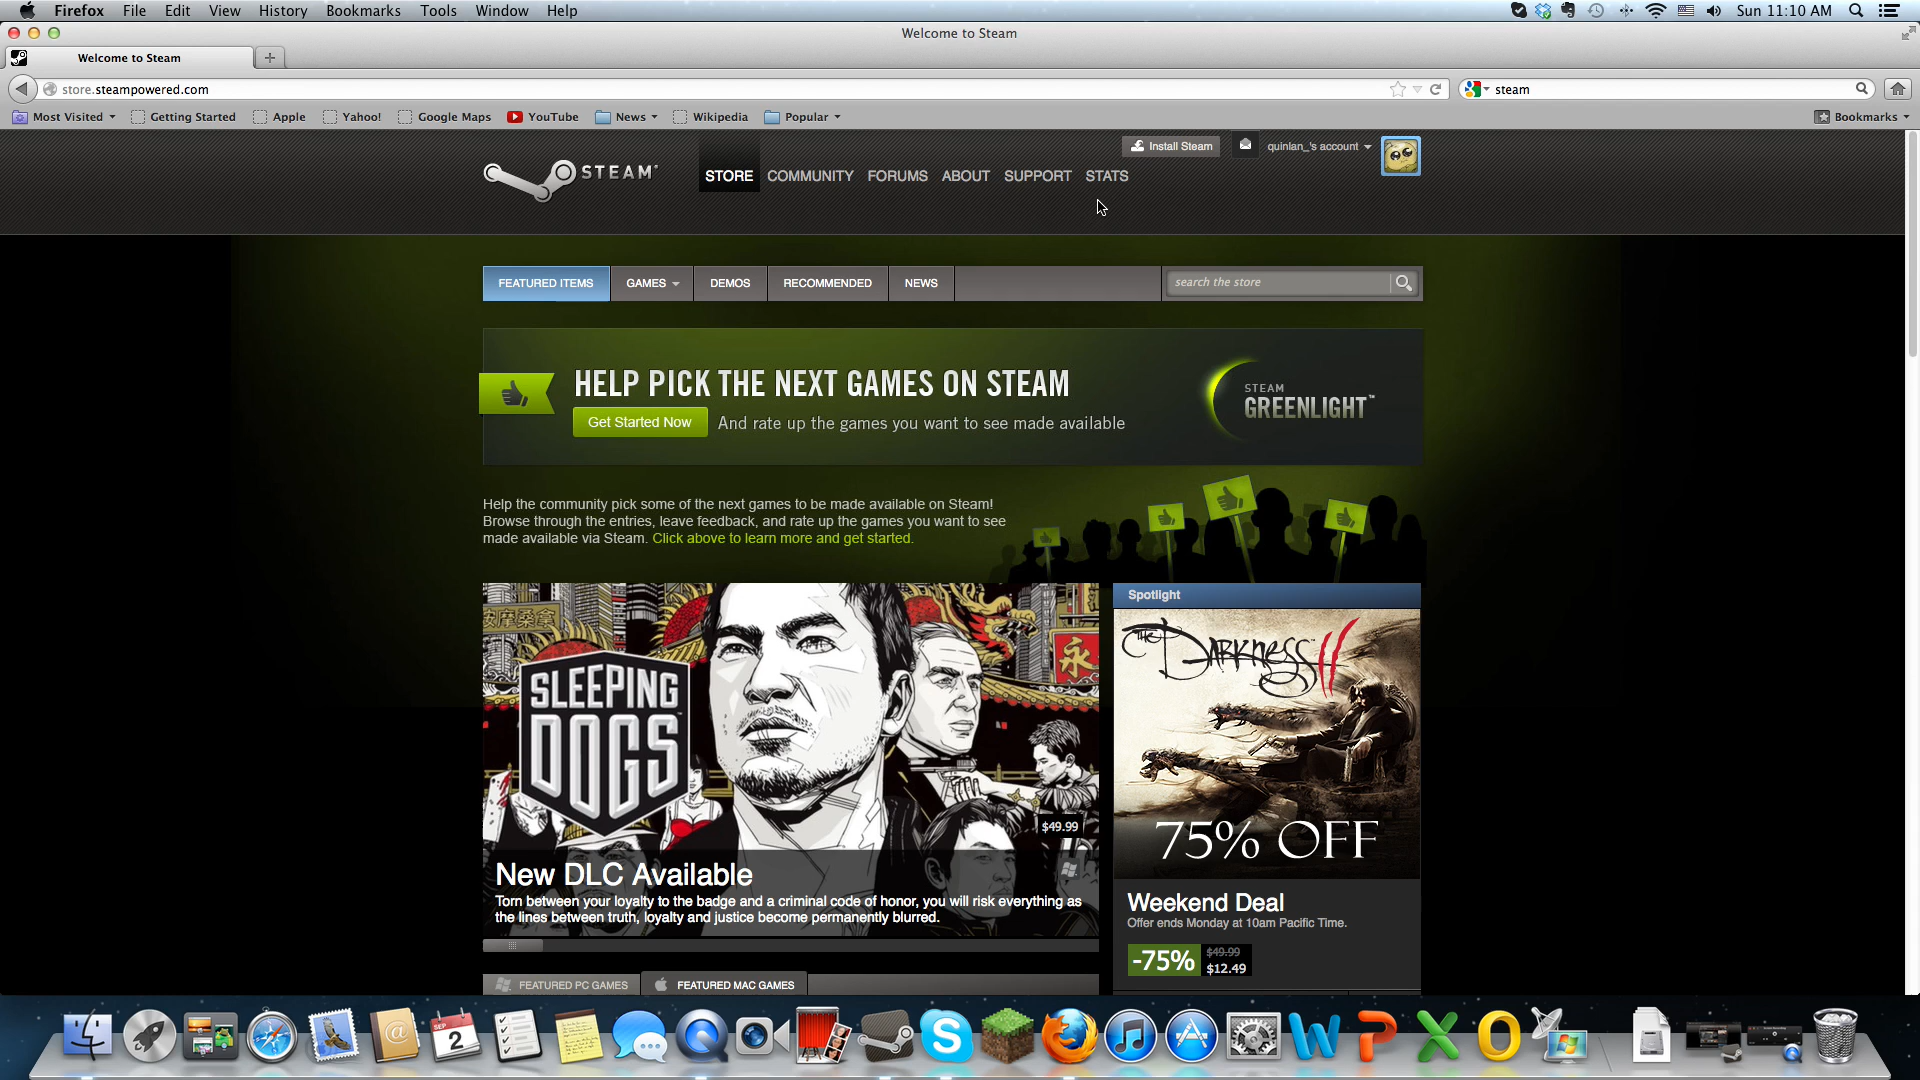 Firefox File Edit View History Bookmarks Tools Window Help Sun 11:10 AM
Welcome to Steam
Welcome to Steam
store.steampowered.com steam
Most Visited Getting Started Apple Yahoo! Google Maps YouTube News Wikipedia Popular Bookmarks
Install Steam quinlan_'s account
STEAM™ STORE COMMUNITY FORUMS ABOUT SUPPORT STATS
FEATURED ITEMS GAMES DEMOS RECOMMENDED NEWS search the store
HELP PICK THE NEXT GAMES ON STEAM
Get Started Now And rate up the games you want to see made available
STEAM
GREENLIGHT™
Help the community pick some of the next games to be made available on Steam!
Browse through the entries, leave feedback, and rate up the games you want to see
made available via Steam. Click above to learn more and get started.
按摩桑拿
永
SLEEPING
DOGS
$49.99
New DLC Available
Torn between your loyalty to the badge and a criminal code of honor, you will risk everything as
the lines between truth, loyalty and justice become permanently blurred.
Spotlight
THE DARKNESS II
75% OFF
Weekend Deal
Offer ends Monday at 10am Pacific Time.
-75% $49.99
$12.49
FEATURED PC GAMES FEATURED MAC GAMES
SEP
2